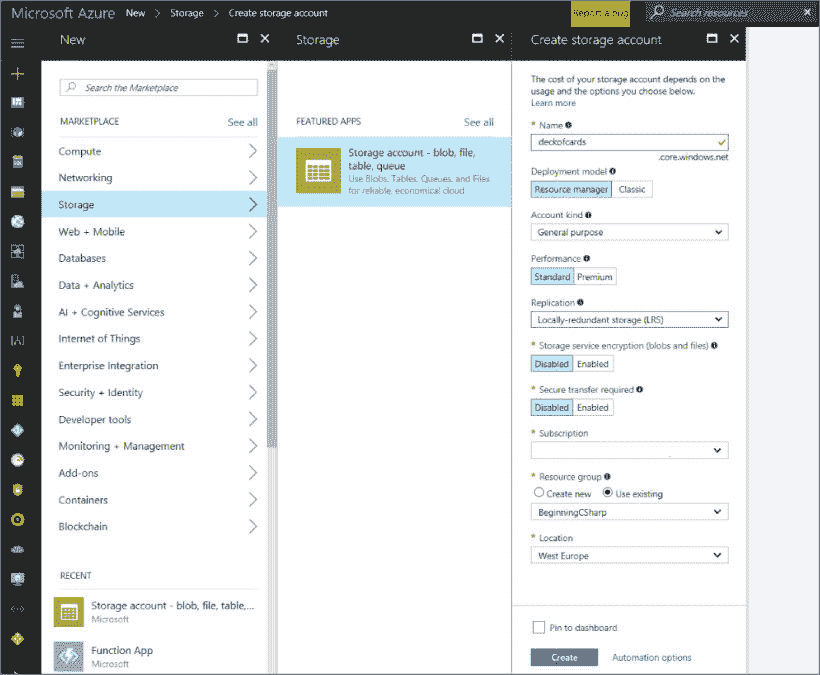 Microsoft Azure New > Storage > Create storage account
Report a bug
Search resources
New
Search the Marketplace
MARKETPLACE
See all
Compute
Networking
Storage
Web + Mobile
Databases
Data + Analytics
AI + Cognitive Services
Internet of Things
Enterprise Integration
Security + Identity
Developer tools
Monitoring + Management
Add-ons
Containers
Blockchain
RECENT
Storage account - blob, file, table,...
Microsoft
Function App
Microsoft
Storage
FEATURED APPS
See all
Storage account - blob, file,
table, queue
Use Blobs, Tables, Queues, and Files
for reliable, economical cloud
Create storage account
The cost of your storage account depends on the
usage and the options you choose below.
Learn more
* Name
deckofcards
.core.windows.net
Deployment model
Resource manager Classic
Account kind
General purpose
Performance
Standard Premium
Replication
Locally-redundant storage (LRS)
* Storage service encryption (blobs and files)
Disabled Enabled
* Secure transfer required
Disabled Enabled
* Subscription
* Resource group
Create new Use existing
BeginningCSharp
* Location
West Europe
Pin to dashboard
Create Automation options